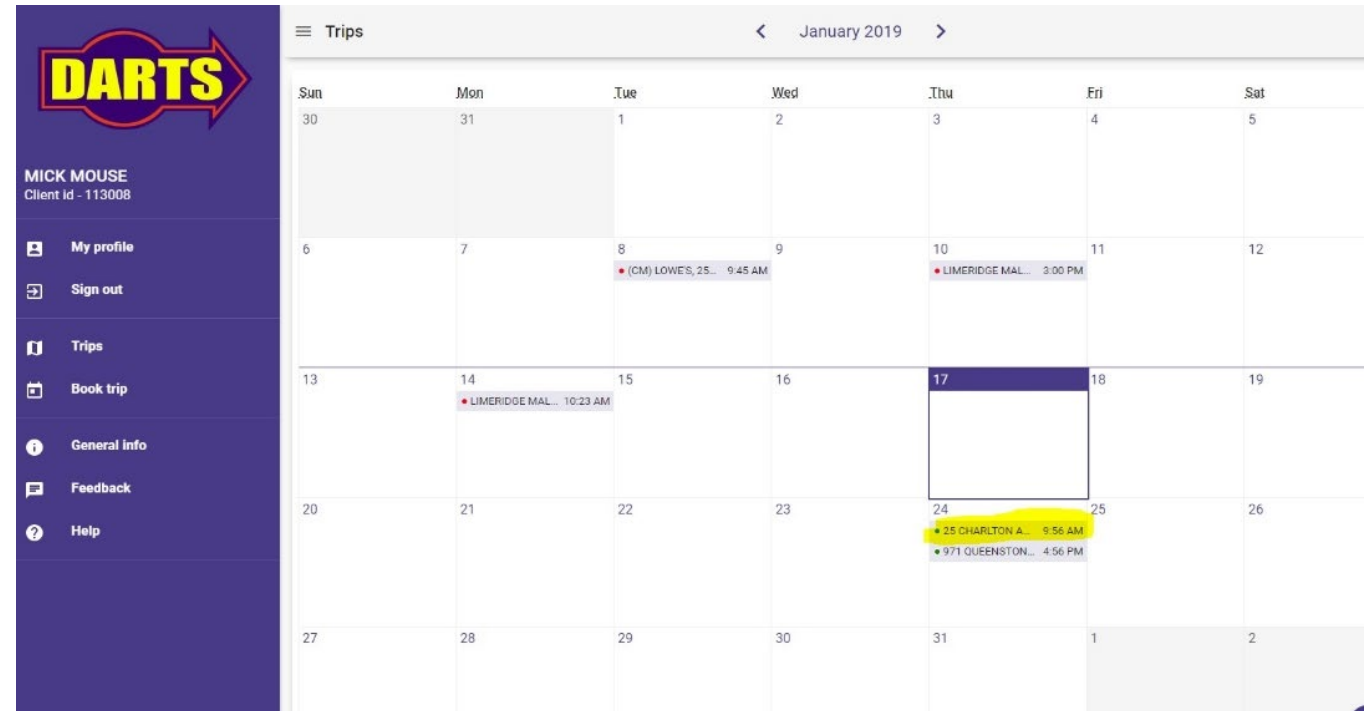 DARTS
MICK MOUSE
Client id - 113008
My profile
Sign out
Trips
Book trip
General info
Feedback
Help
Trips
< January 2019 >
Sun Mon Tue Wed Thu Fri Sat
30 31 1 2 3 4 5
6 7 8 9 10 11 12
• (CM) LOWE'S, 25... 9:45 AM • LIMERIDGE MAL... 3:00 PM
13 14 15 16 17 18 19
• LIMERIDGE MAL... 10:23 AM
20 21 22 23 24 25 26
• 25 CHARLTON A... 9:56 AM
• 971 QUEENSTON... 4:56 PM
27 28 29 30 31 1 2